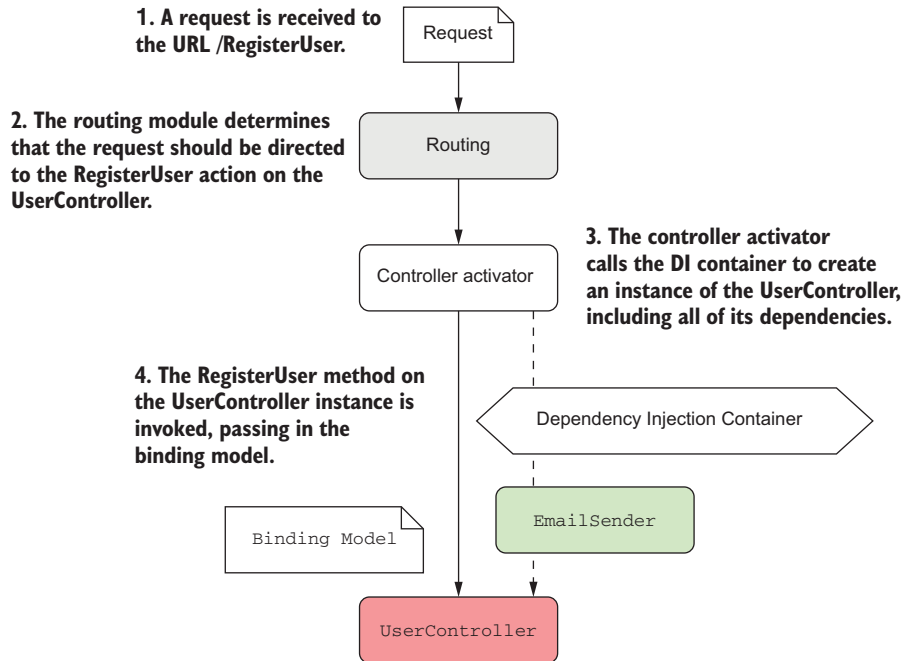 1. A request is received to
the URL /RegisterUser.
Request
2. The routing module determines
that the request should be directed
to the RegisterUser action on the
UserController.
Routing
Controller activator
3. The controller activator
calls the DI container to create
an instance of the UserController,
including all of its dependencies.
4. The RegisterUser method on
the UserController instance is
invoked, passing in the
binding model.
Dependency Injection Container
EmailSender
Binding Model
UserController